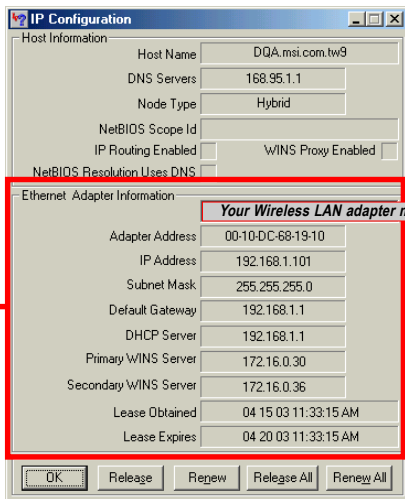 IP Configuration
Host Information
Host Name DQA.msi.com.tw9
DNS Servers 168.95.1.1
Node Type Hybrid
NetBIOS Scope Id
IP Routing Enabled WINS Proxy Enabled
NetBIOS Resolution Uses DNS
Ethernet Adapter Information
Your Wireless LAN adapter
Adapter Address 00-10-DC-68-19-10
IP Address 192.168.1.101
Subnet Mask 255.255.255.0
Default Gateway 192.168.1.1
DHCP Server 192.168.1.1
Primary WINS Server 172.16.0.30
Secondary WINS Server 172.16.0.36
Lease Obtained 04 15 03 11:33:15 AM
Lease Expires 04 20 03 11:33:15 AM
OK Release Renew Release All Renew All